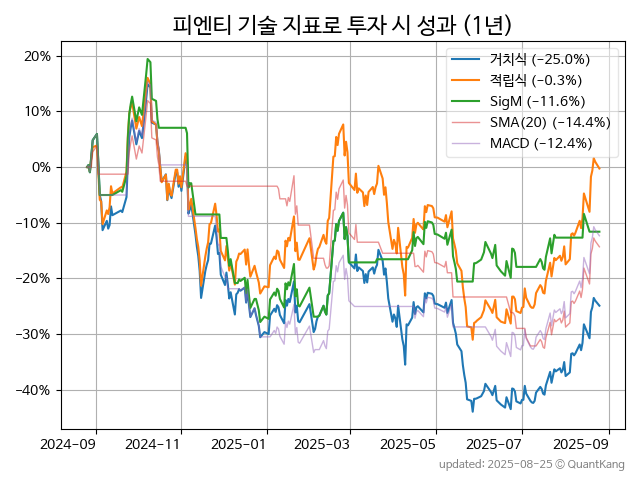 피엔티 기술 지표로 투자 시 성과 (1년)
거치식 (−25.0%)
적립식 (−0.3%)
SigM (−11.6%)
SMA(20) (−14.4%)
MACD (−12.4%)
20%
10%
0%
−10%
−20%
−30%
−40%
2024-09 2024-11 2025-01 2025-03 2025-05 2025-07 2025-09
updated: 2025-08-25 © QuantKang